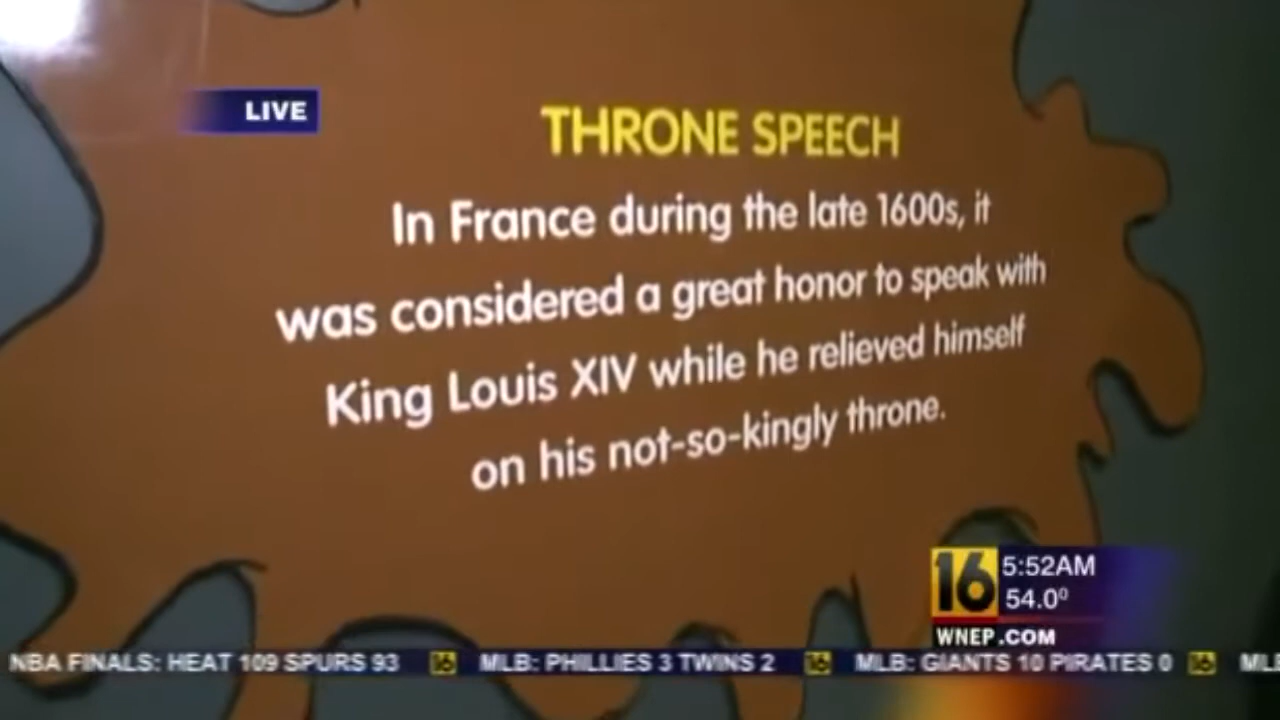 LIVE
THRONE SPEECH
In France during the late 1600s, it
was considered a great honor to speak with
King Louis XIV while he relieved himself
on his not-so-kingly throne.
16
5:52AM
54.0º
WNEP.COM
NBA FINALS: HEAT 109 SPURS 93 16 MLB: PHILLIES 3 TWINS 2 16 MLB: GIANTS 10 PIRATES 0 16